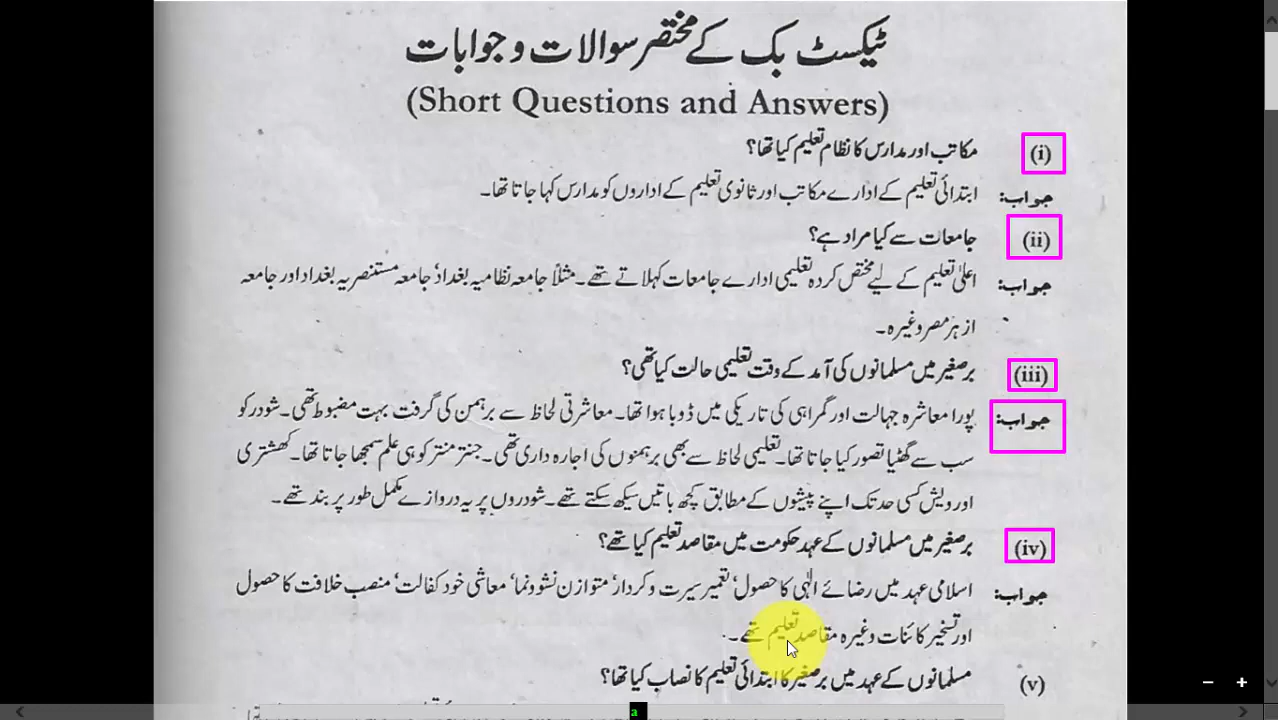 ٹیکسٹ بک کے مختصر سوالات و جوابات
(Short Questions and Answers)
(i) مکاتب اور مدارس کا نظام تعلیم کیا تھا؟
جواب: ابتدائی تعلیم کے ادارے مکاتب اور ثانوی تعلیم کے اداروں کو مدارس کہا جاتا تھا۔
(ii) جامعات سے کیا مراد ہے؟
جواب: اعلیٰ تعلیم کے لیے مختص کردہ تعلیمی ادارے جامعات کہلاتے تھے۔ مثلاً جامعہ نظامیہ بغداد، جامعہ مستنصریہ بغداد اور جامعہ
از ہر مصر وغیرہ۔
(iii) برصغیر میں مسلمانوں کی آمد کے وقت تعلیمی حالت کیا تھی؟
جواب: پورا معاشرہ جہالت اور گمراہی کی تاریکی میں ڈوبا ہوا تھا۔ معاشرتی لحاظ سے برہمن کی گرفت بہت مضبوط تھی۔ شودر کو
سب سے گھٹیا تصور کیا جاتا تھا۔ تعلیمی لحاظ سے بھی برہمنوں کی اجارہ داری تھی۔ جنتر منتر کو ہی علم سمجھا جاتا تھا۔ کھشتری
اور ویش کسی حد تک اپنے پیشوں کے مطابق کچھ باتیں سیکھ سکتے تھے۔ شودروں پر یہ دروازے مکمل طور پر بند تھے۔
(iv) برصغیر میں مسلمانوں کے عہد حکومت میں مقاصد تعلیم کیا تھے؟
جواب: اسلامی عہد میں رضائے الٰہی کا حصول، تعمیر سیرت و کردار، متوازن نشوونما، معاشی خود کفالت، منصب خلافت کا حصول
اور تسخیر کائنات وغیرہ مقاصد تعلیم تھے۔
(v) مسلمانوں کے عہد میں برصغیر کا ابتدائی تعلیم کا نصاب کیا تھا؟
a